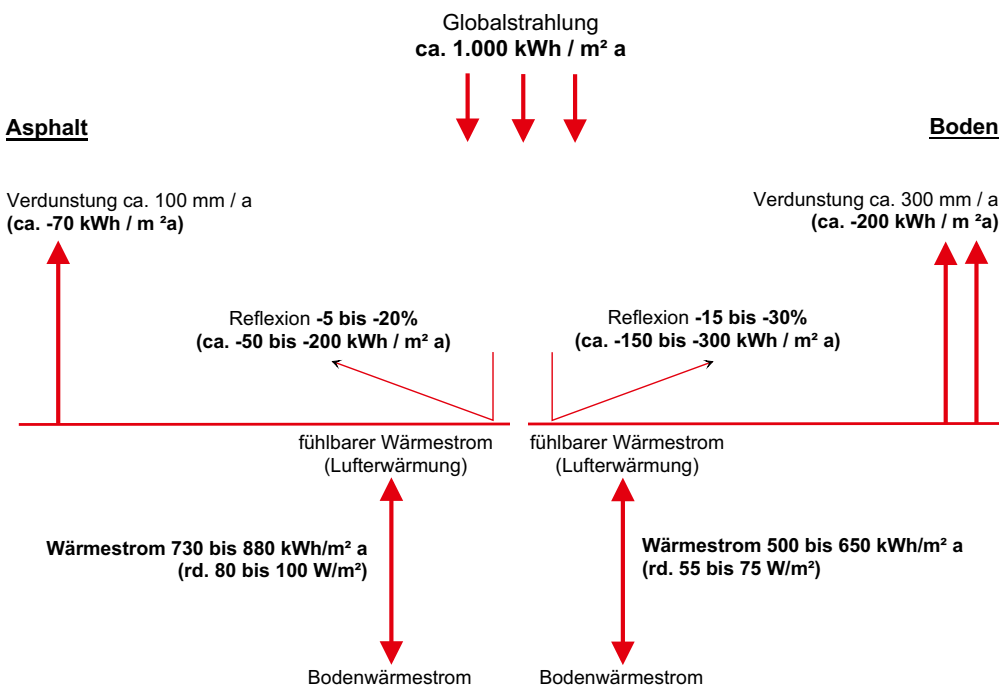 Globalstrahlung
ca. 1.000 kWh / m² a
Asphalt
Boden
Verdunstung ca. 100 mm / a
(ca. -70 kWh / m ²a)
Verdunstung ca. 300 mm / a
(ca. -200 kWh / m ²a)
Reflexion -5 bis -20%
(ca. -50 bis -200 kWh / m² a)
Reflexion -15 bis -30%
(ca. -150 bis -300 kWh / m² a)
fühlbarer Wärmestrom
(Lufterwärmung)
fühlbarer Wärmestrom
(Lufterwärmung)
Wärmestrom 730 bis 880 kWh/m² a
(rd. 80 bis 100 W/m²)
Wärmestrom 500 bis 650 kWh/m² a
(rd. 55 bis 75 W/m²)
Bodenwärmestrom
Bodenwärmestrom